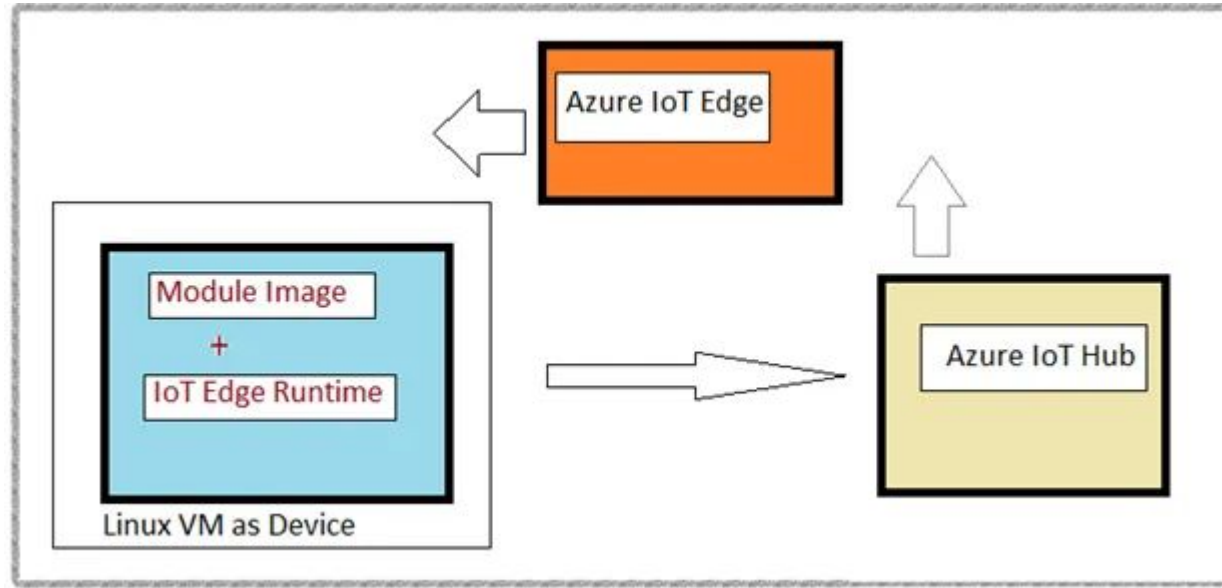 Azure IoT Edge
Module Image
+
IoT Edge Runtime
Linux VM as Device
Azure IoT Hub